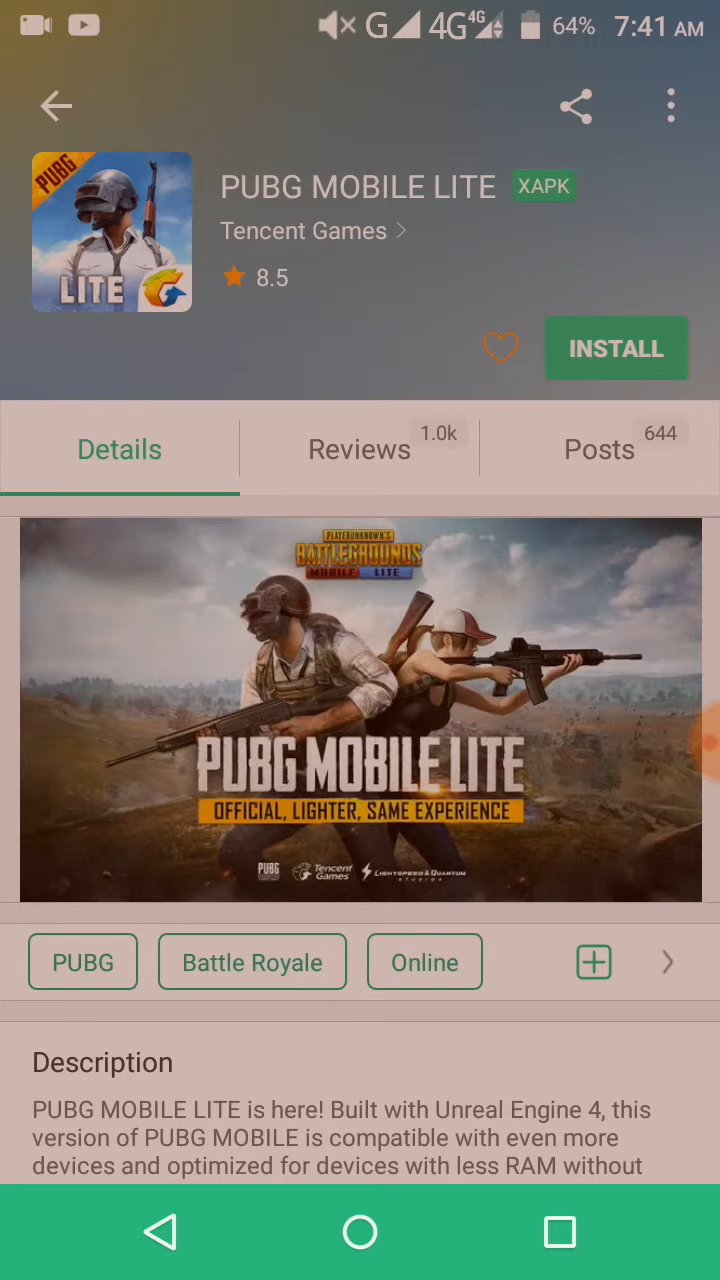 G 4G 4G 64% 7:41 AM
PUBG
LITE
PUBG MOBILE LITE XAPK
Tencent Games
8.5
INSTALL
Details Reviews 1.0k Posts 644
PLAYERUNKNOWN'S
BATTLEGROUNDS
MOBILE LITE
PUBG MOBILE LITE
OFFICIAL, LIGHTER, SAME EXPERIENCE
PUBG Tencent Games LIGHTSPEED & QUANTUM
STUDIOS
PUBG Battle Royale Online
Description
PUBG MOBILE LITE is here! Built with Unreal Engine 4, this
version of PUBG MOBILE is compatible with even more
devices and optimized for devices with less RAM without